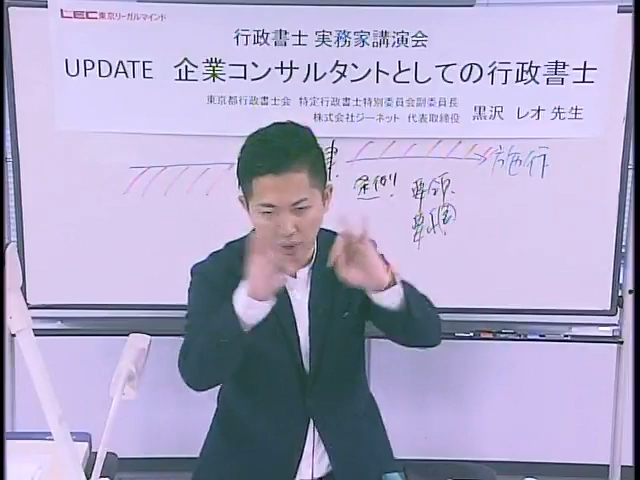 LEC東京リーガルマインド
行政書士 実務家講演会
UPDATE 企業コンサルタントとしての行政書士
東京都行政書士会 特定行政書士特別委員会副委員長
株式会社ジーネット 代表取締役 黒沢 レオ 先生
施行
要領
要綱